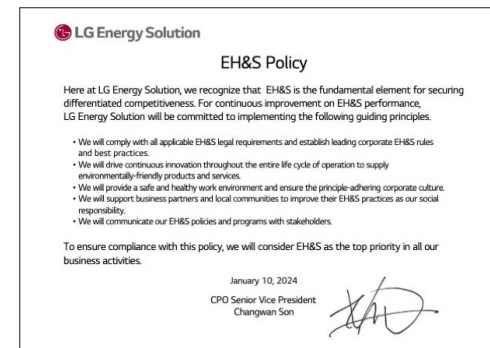 LG Energy Solution
EH&S Policy
Here at LG Energy Solution, we recognize that EH&S is the fundamental element for securing
differentiated competitiveness. For continuous improvement on EH&S performance,
LG Energy Solution will be committed to implementing the following guiding principles.
• We will comply with all applicable EH&S legal requirements and establish leading corporate EH&S rules
and best practices.
• We will drive continuous innovation throughout the entire life cycle of operation to supply
environmentally-friendly products and services.
• We will provide a safe and healthy work environment and ensure the principle-adhering corporate culture.
• We will support business partners and local communities to improve their EH&S practices as our social
responsibility.
• We will communicate our EH&S policies and programs with stakeholders.
To ensure compliance with this policy, we will consider EH&S as the top priority in all our
business activities.
January 10, 2024
CPO Senior Vice President
Changwan Son